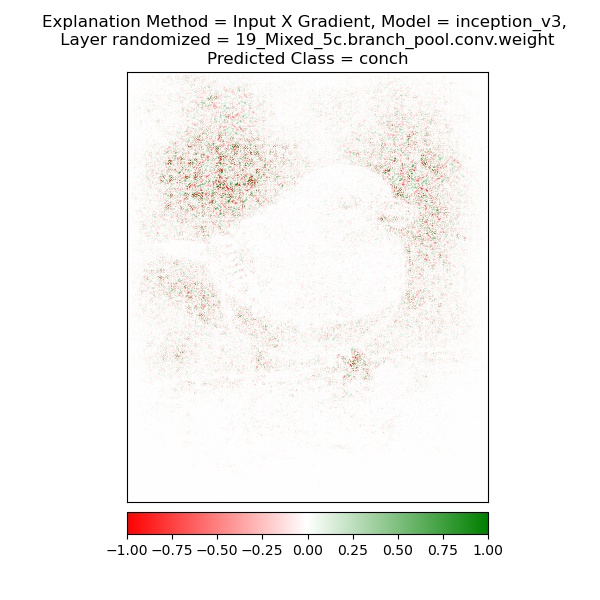 Explanation Method = Input X Gradient, Model = inception_v3,
Layer randomized = 19_Mixed_5c.branch_pool.conv.weight
Predicted Class = conch
−1.00 −0.75 −0.50 −0.25 0.00 0.25 0.50 0.75 1.00